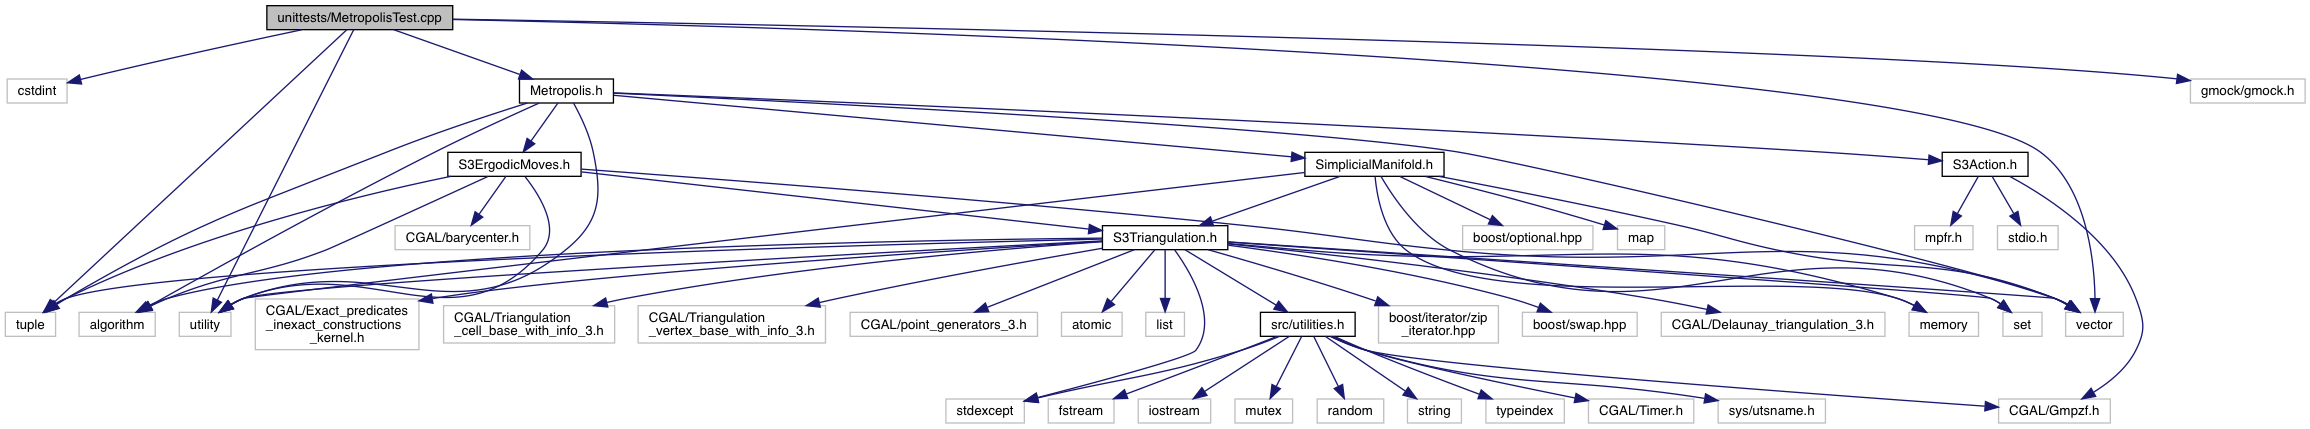 unittests/MetropolisTest.cpp
cstdint
Metropolis.h
gmock/gmock.h
S3ErgodicMoves.h
SimplicialManifold.h
S3Action.h
CGAL/barycenter.h
S3Triangulation.h
boost/optional.hpp
map
mpfr.h
stdio.h
tuple
algorithm
utility
CGAL/Exact_predicates
_inexact_constructions
_kernel.h
CGAL/Triangulation
_cell_base_with_info_3.h
CGAL/Triangulation
_vertex_base_with_info_3.h
CGAL/point_generators_3.h
atomic
list
src/utilities.h
boost/iterator/zip
_iterator.hpp
boost/swap.hpp
CGAL/Delaunay_triangulation_3.h
memory
set
vector
stdexcept
fstream
iostream
mutex
random
string
typeindex
CGAL/Timer.h
sys/utsname.h
CGAL/Gmpzf.h